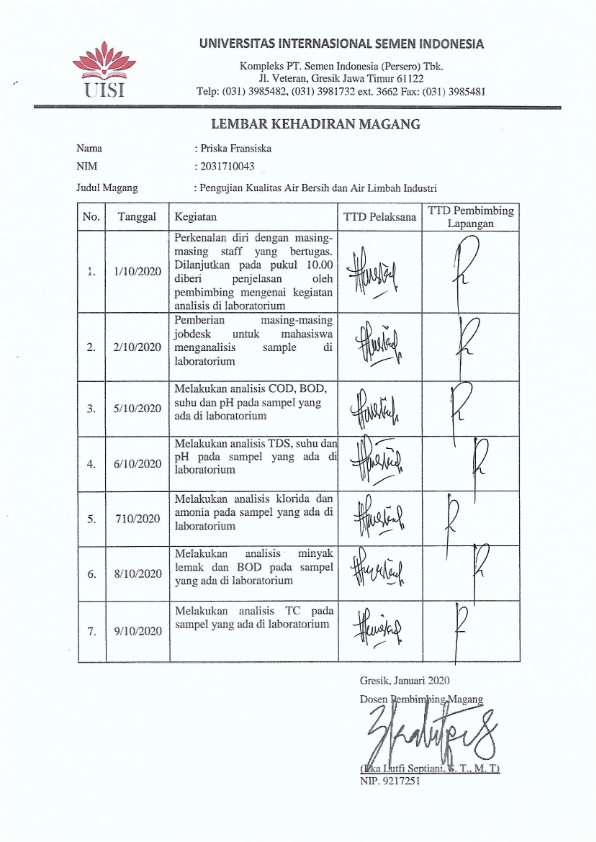 UNIVERSITAS INTERNASIONAL SEMEN INDONESIA
Kompleks PT. Semen Indonesia (Persero) Tbk.
Jl. Veteran, Gresik Jawa Timur 61122
Telp: (031) 3985482, (031) 3981732 ext. 3662 Fax: (031) 3985481
UISI
LEMBAR KEHADIRAN MAGANG
Nama : Priska Fransiska
NIM : 2031710043
Judul Magang : Pengujian Kualitas Air Bersih dan Air Limbah Industri
No. Tanggal Kegiatan TTD Pelaksana TTD Pembimbing
Lapangan
1. 1/10/2020 Perkenalan diri dengan masing-
masing staff yang bertugas.
Dilanjutkan pada pukul 10.00
diberi penjelasan oleh
pembimbing mengenai kegiatan
analisis di laboratorium
2. 2/10/2020 Pemberian masing-masing
jobdesk untuk mahasiswa
menganalisis sample di
laboratorium
3. 5/10/2020 Melakukan analisis COD, BOD,
suhu dan pH pada sampel yang
ada di laboratorium
4. 6/10/2020 Melakukan analisis TDS, suhu dan
pH pada sampel yang ada di
laboratorium
5. 710/2020 Melakukan analisis klorida dan
amonia pada sampel yang ada di
laboratorium
6. 8/10/2020 Melakukan analisis minyak
lemak dan BOD pada sampel
yang ada di laboratorium
7. 9/10/2020 Melakukan analisis TC pada
sampel yang ada di laboratorium
Gresik, Januari 2020
Dosen Pembimbing Magang
Lutfi Septiani, S. T., M. T)
NIP. 9217251